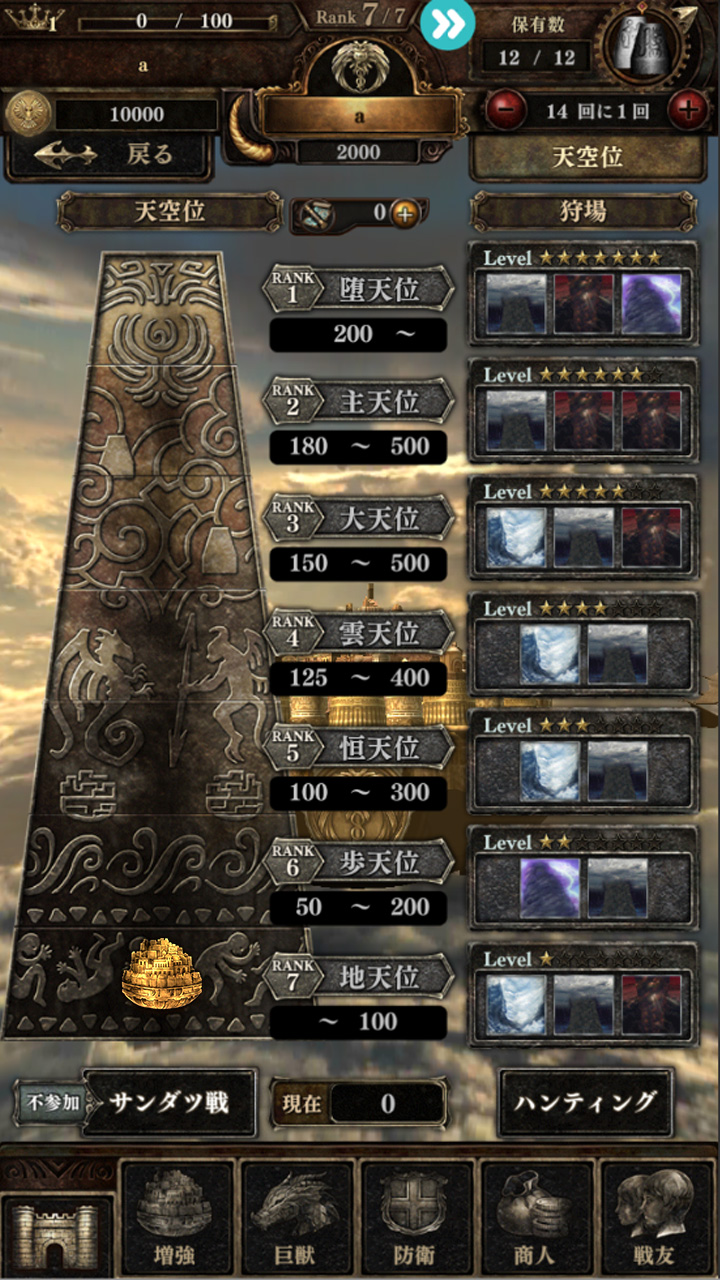 1 0 / 100
Rank 7/7
保有数
12 / 12
a
10000
a
14 回に1回
戻る
2000
天空位
天空位
0
狩場
RANK 1 堕天位
200 ～
Level
RANK 2 主天位
180 ～ 500
Level
RANK 3 大天位
150 ～ 500
Level
RANK 4 雲天位
125 ～ 400
Level
RANK 5 恒天位
100 ～ 300
Level
RANK 6 歩天位
50 ～ 200
Level
RANK 7 地天位
～ 100
Level
不参加 サンダツ戦
現在 0
ハンティング
増強
巨獣
防衛
商人
戦友